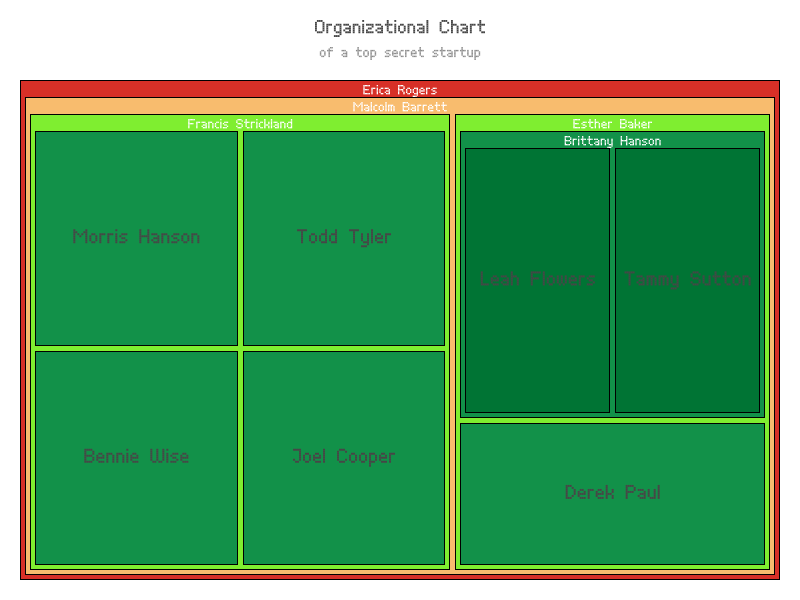 Organizational Chart
of a top secret startup
Erica Rogers
Malcolm Barrett
Francis Strickland
Esther Baker
Brittany Hanson
Morris Hanson
Todd Tyler
Leah Flowers
Tammy Sutton
Bennie Wise
Joel Cooper
Derek Paul